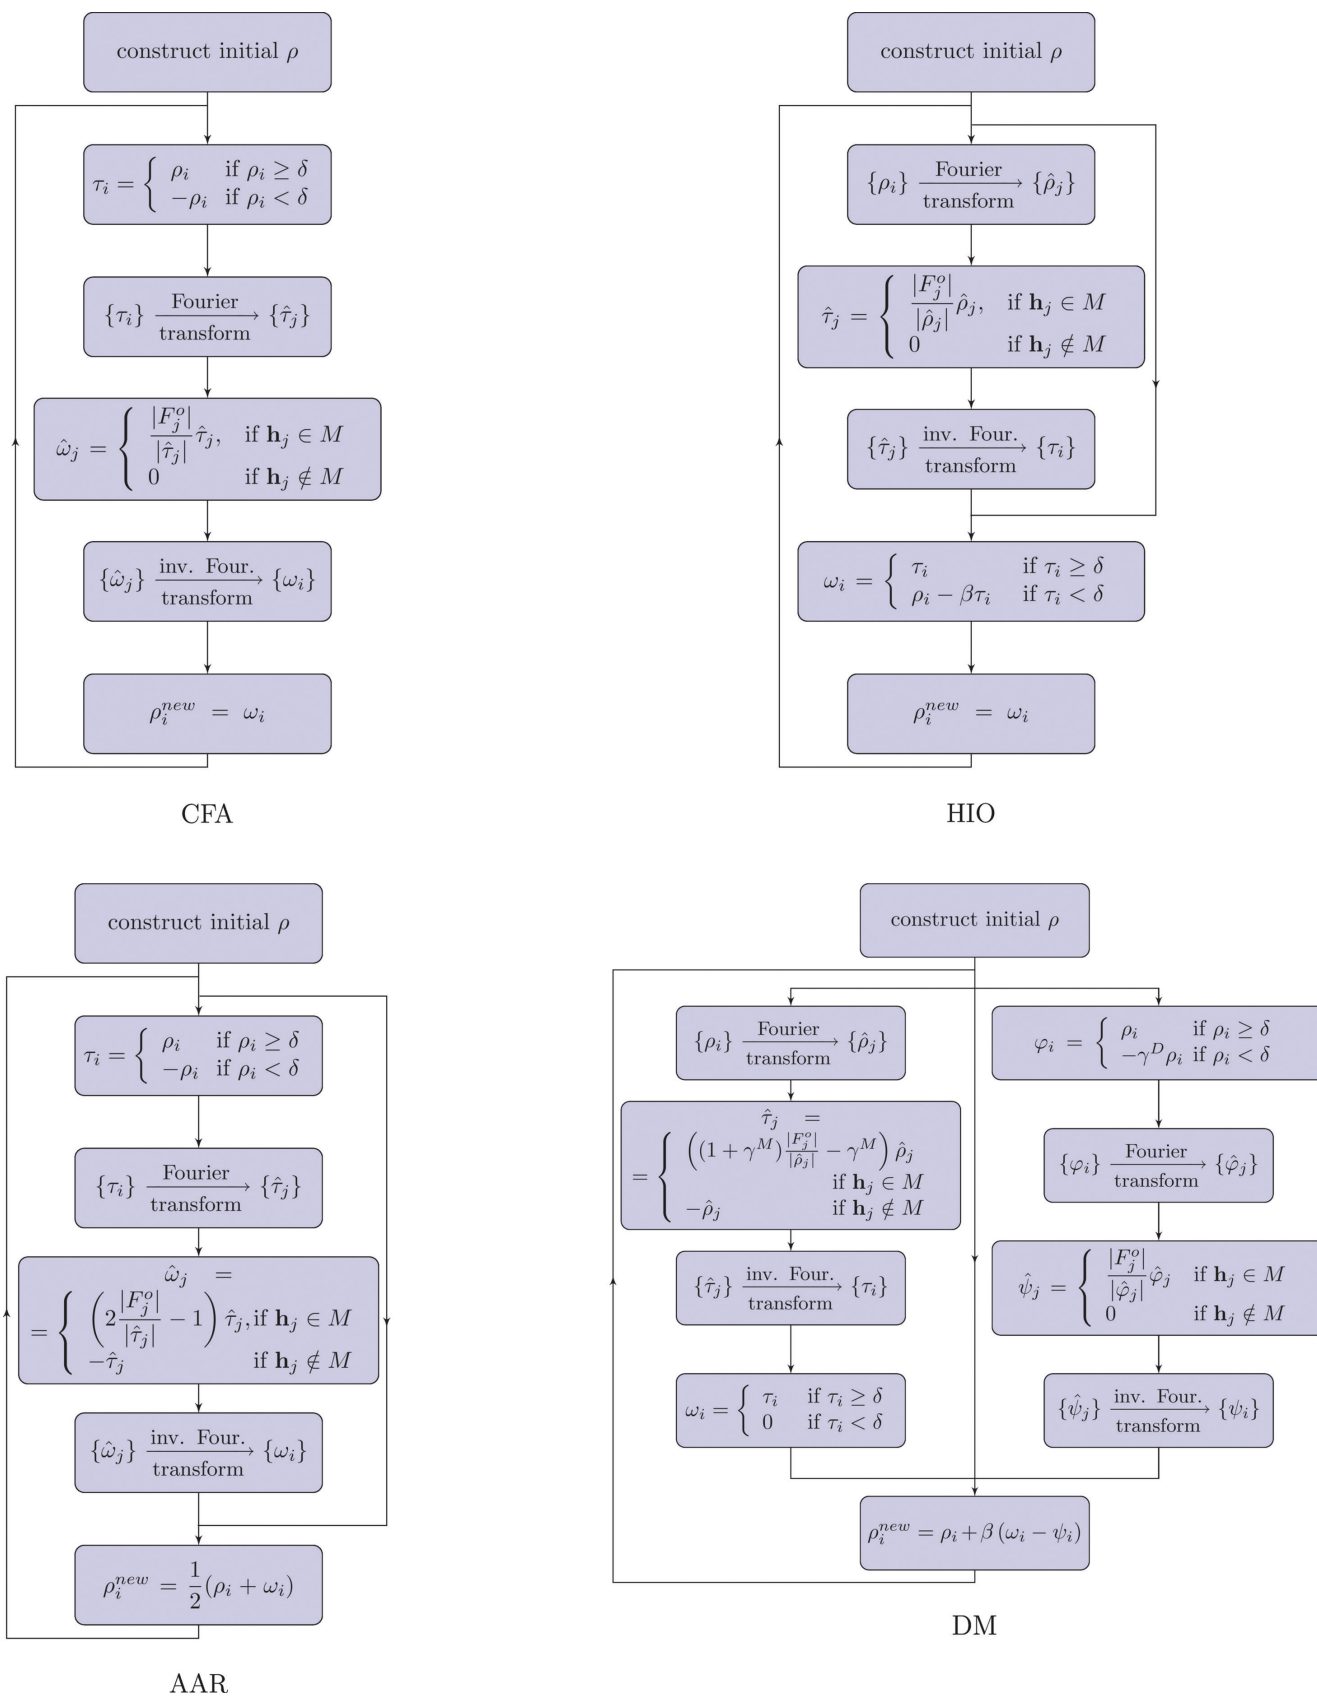 construct initial ρ
τ_i = { ρ_i if ρ_i ≥ δ
−ρ_i if ρ_i < δ
{τ_i} Fourier transform → {τ̂_j}
ω̂_j = { |F_j^o| / |τ̂_j| τ̂_j, if h_j ∈ M
0 if h_j ∉ M
{ω̂_j} inv. Four. transform → {ω_i}
ρ_i^new = ω_i
CFA
construct initial ρ
{ρ_i} Fourier transform → {ρ̂_j}
τ̂_j = { |F_j^o| / |ρ̂_j| ρ̂_j, if h_j ∈ M
0 if h_j ∉ M
{τ̂_j} inv. Four. transform → {τ_i}
ω_i = { τ_i if τ_i ≥ δ
ρ_i − βτ_i if τ_i < δ
ρ_i^new = ω_i
HIO
construct initial ρ
τ_i = { ρ_i if ρ_i ≥ δ
−ρ_i if ρ_i < δ
{τ_i} Fourier transform → {τ̂_j}
ω̂_j =
= { (2 |F_j^o| / |τ̂_j| − 1) τ̂_j, if h_j ∈ M
−τ̂_j if h_j ∉ M
{ω̂_j} inv. Four. transform → {ω_i}
ρ_i^new = 1/2 (ρ_i + ω_i)
AAR
construct initial ρ
{ρ_i} Fourier transform → {ρ̂_j}
τ̂_j =
= { ((1 + γ^M) |F_j^o| / |ρ̂_j| − γ^M) ρ̂_j
if h_j ∈ M
−ρ̂_j if h_j ∉ M
{τ̂_j} inv. Four. transform → {τ_i}
ω_i = { τ_i if τ_i ≥ δ
0 if τ_i < δ
φ_i = { ρ_i if ρ_i ≥ δ
−γ^D ρ_i if ρ_i < δ
{φ_i} Fourier transform → {φ̂_j}
ψ̂_j = { |F_j^o| / |φ̂_j| φ̂_j if h_j ∈ M
0 if h_j ∉ M
{ψ̂_j} inv. Four. transform → {ψ_i}
ρ_i^new = ρ_i + β (ω_i − ψ_i)
DM